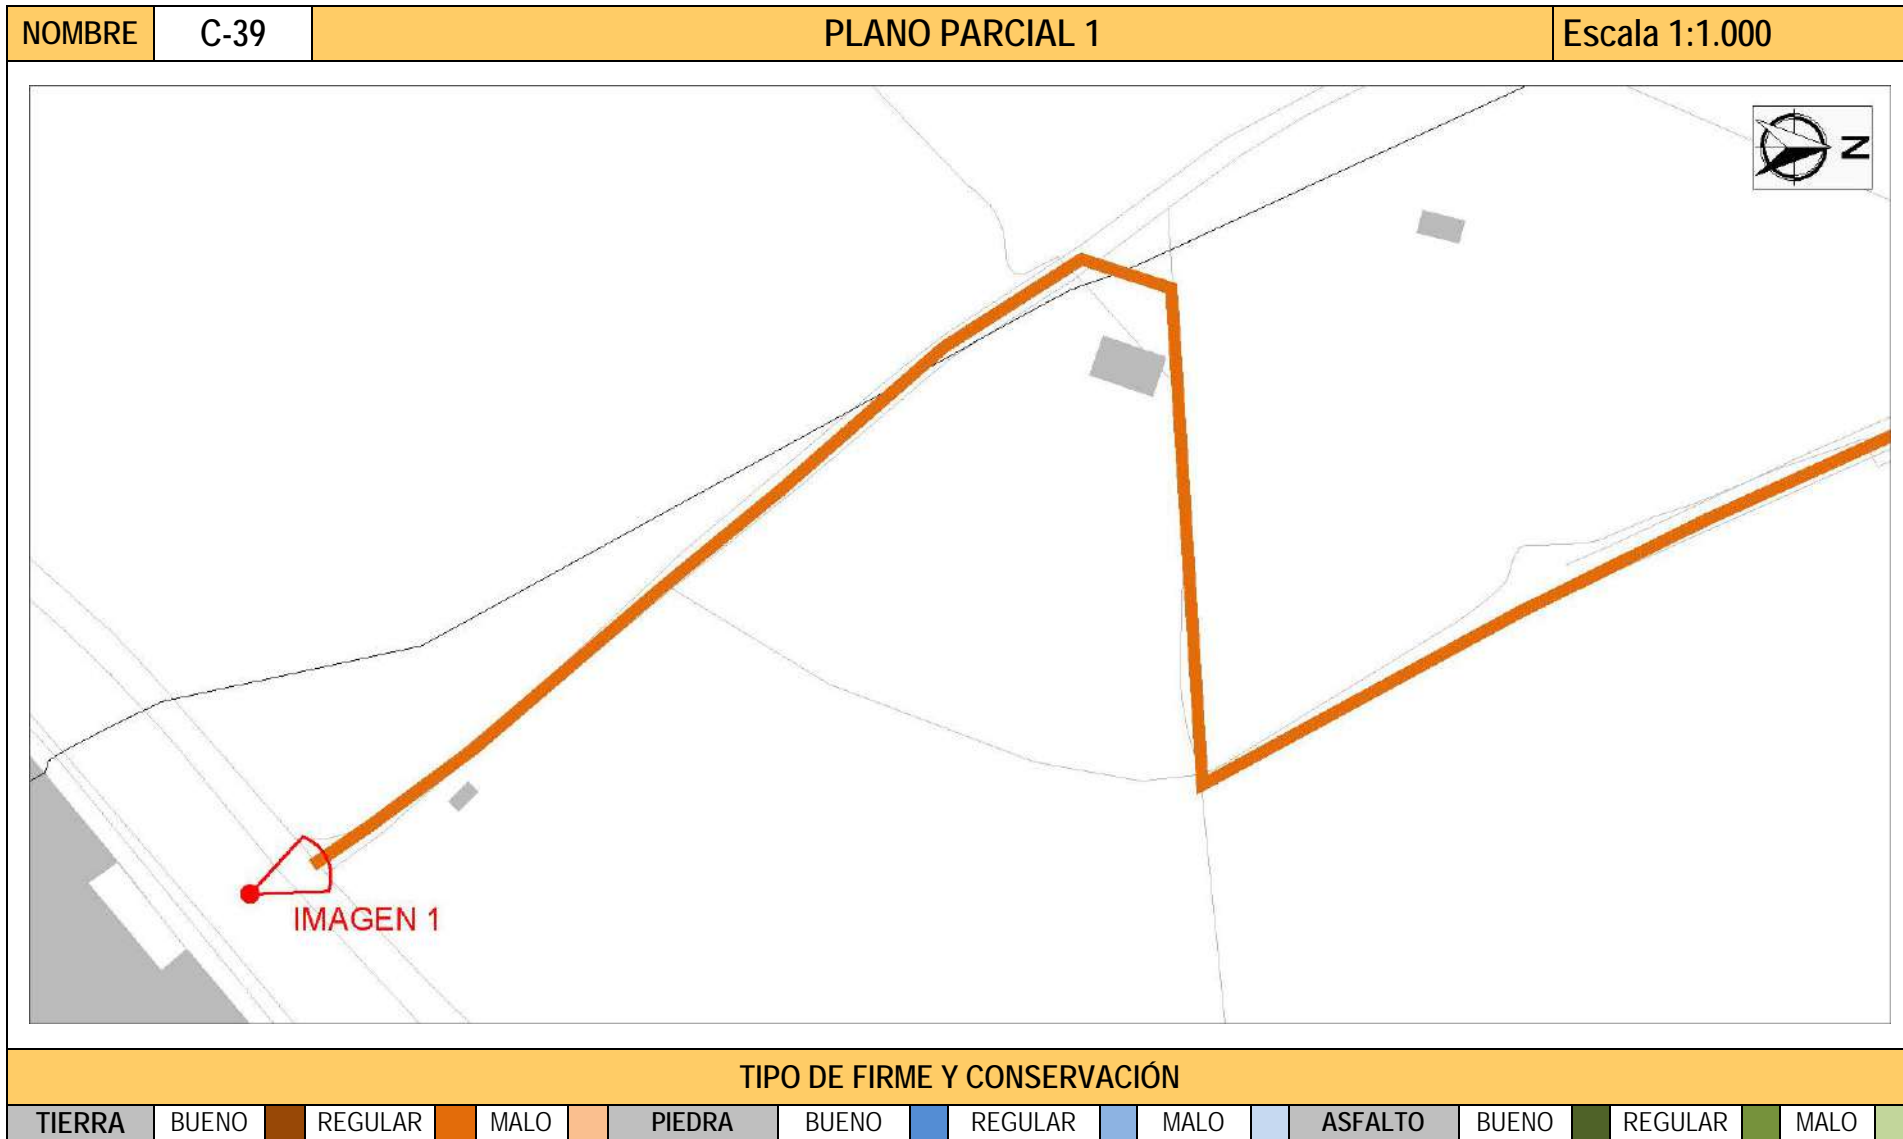 NOMBRE C-39 PLANO PARCIAL 1 Escala 1:1.000
N
IMAGEN 1
TIPO DE FIRME Y CONSERVACIÓN
TIERRA BUENO REGULAR MALO PIEDRA BUENO REGULAR MALO ASFALTO BUENO REGULAR MALO